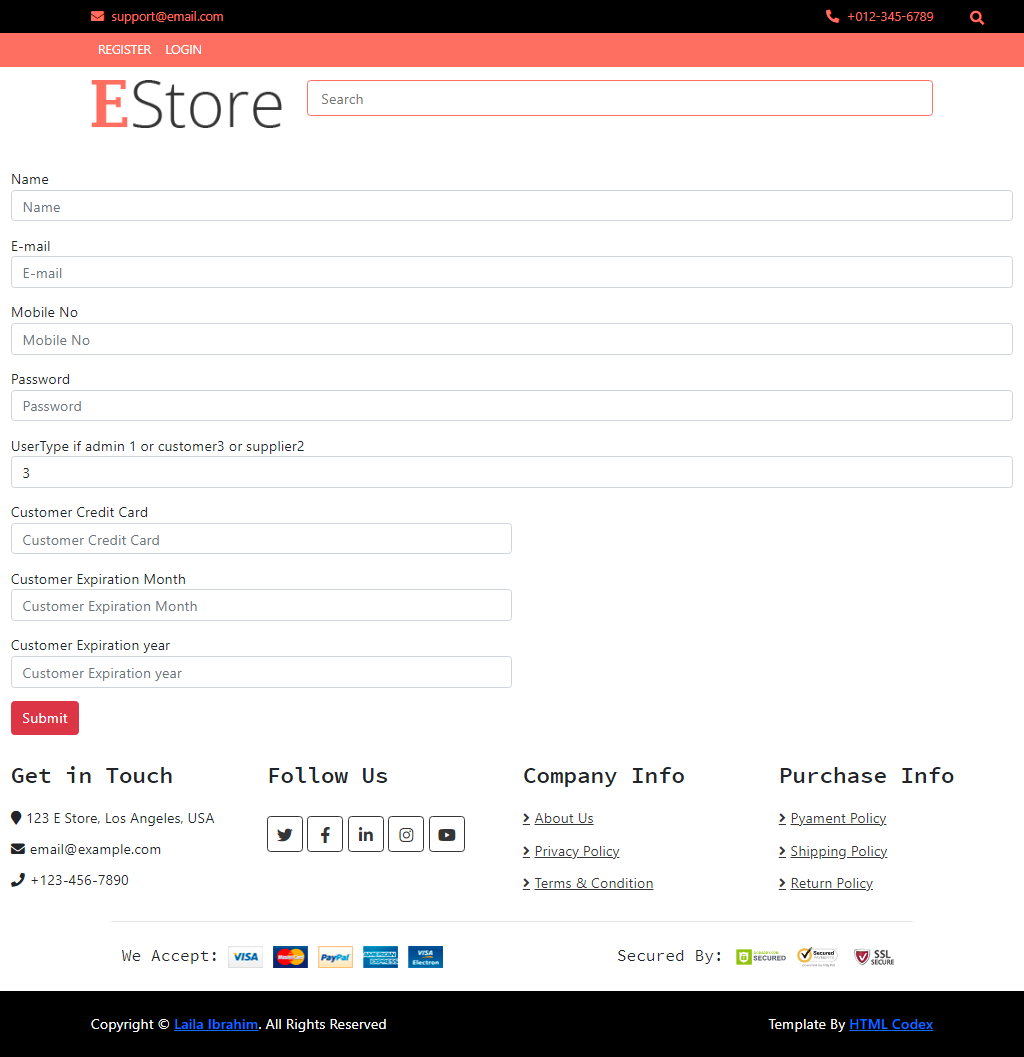 support@email.com +012-345-6789
REGISTER LOGIN
EStore Search
Name
Name
E-mail
E-mail
Mobile No
Mobile No
Password
Password
UserType if admin 1 or customer3 or supplier2
3
Customer Credit Card
Customer Credit Card
Customer Expiration Month
Customer Expiration Month
Customer Expiration year
Customer Expiration year
Submit
Get in Touch Follow Us Company Info Purchase Info
123 E Store, Los Angeles, USA About Us Pyament Policy
email@example.com Privacy Policy Shipping Policy
+123-456-7890 Terms & Condition Return Policy
We Accept: VISA MasterCard PayPal AMERICAN EXPRESS VISA Electron Secured By: SECURED Secured SSL SECURE
Copyright © Laila Ibrahim. All Rights Reserved Template By HTML Codex